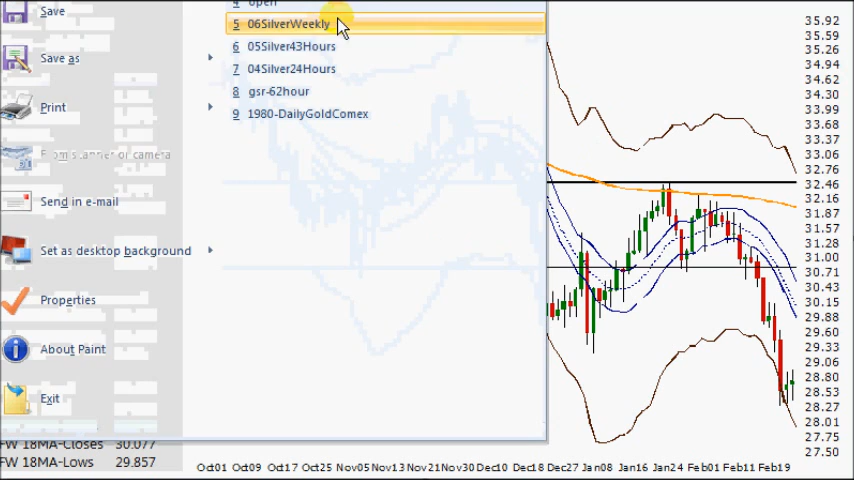 Save
Save as
Print
From scanner or camera
Send in e-mail
Set as desktop background
Properties
About Paint
Exit
4 open
5 06SilverWeekly
6 05Silver43Hours
7 04Silver24Hours
8 gsr-62hour
9 1980-DailyGoldComex
FW 18MA-Closes 30.077
FW 18MA-Lows 29.857
35.92
35.59
35.26
34.94
34.62
34.30
33.99
33.68
33.37
33.06
32.76
32.46
32.16
31.87
31.57
31.28
31.00
30.71
30.43
30.15
29.88
29.60
29.33
29.06
28.80
28.53
28.27
28.01
27.75
27.50
Oct01 Oct09 Oct17 Oct25 Nov05 Nov13 Nov21 Nov30 Dec10 Dec18 Dec27 Jan08 Jan16 Jan24 Feb01 Feb11 Feb19